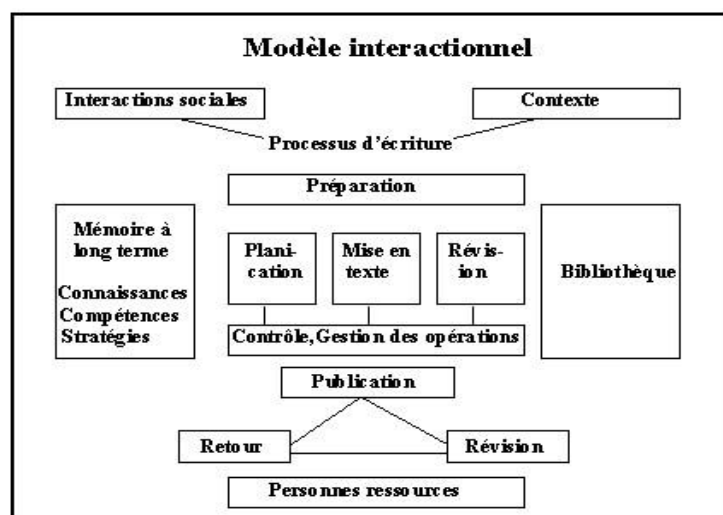 Modèle interactionnel
Interactions sociales
Contexte
Processus d'écriture
Préparation
Mémoire à
long terme
Connaissances
Compétences
Stratégies
Plani-
cation
Mise en
texte
Révis-
ion
Bibliothèque
Contrôle,Gestion des opérations
Publication
Retour
Révision
Personnes ressources